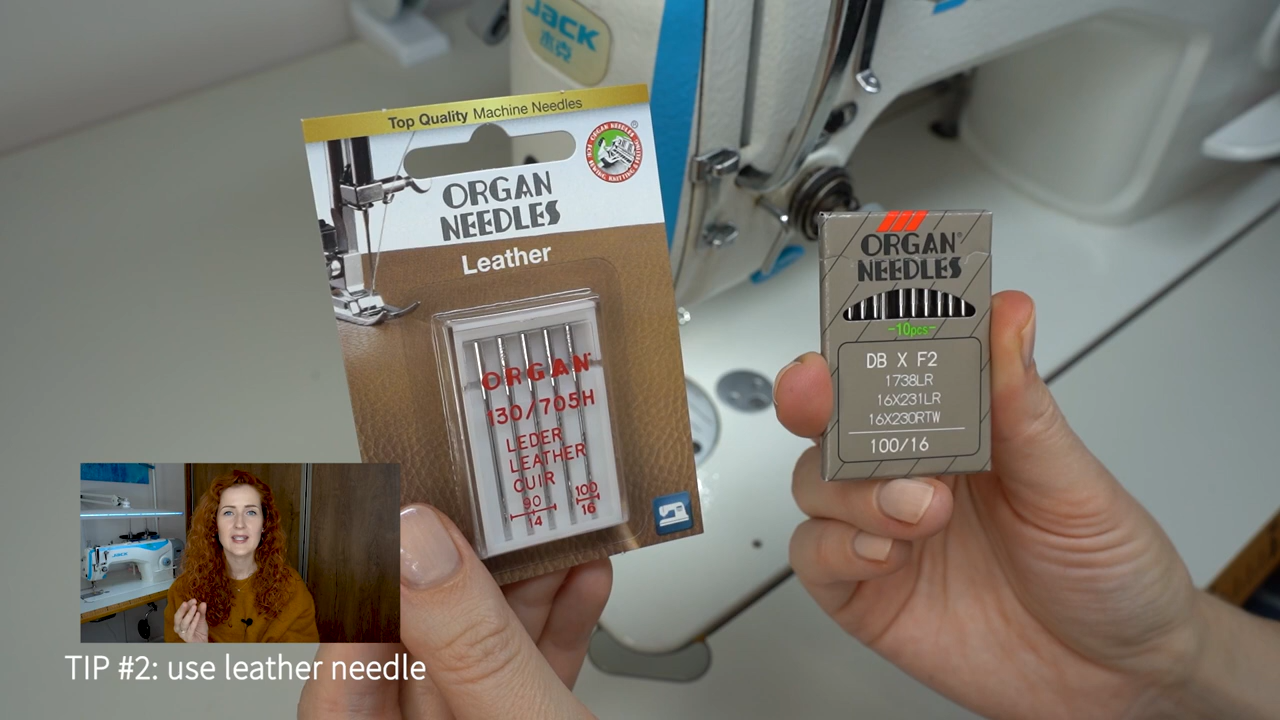 JACK
Top Quality Machine Needles
ORGAN
NEEDLES
Leather
ORGAN
130/705H
LEDER
LEATHER
CUIR
90
14
100
16
ORGAN
NEEDLES
-10pcs-
DB X F2
1738LR
16X231LR
16X230RTW
100/16
JACK
TIP #2: use leather needle